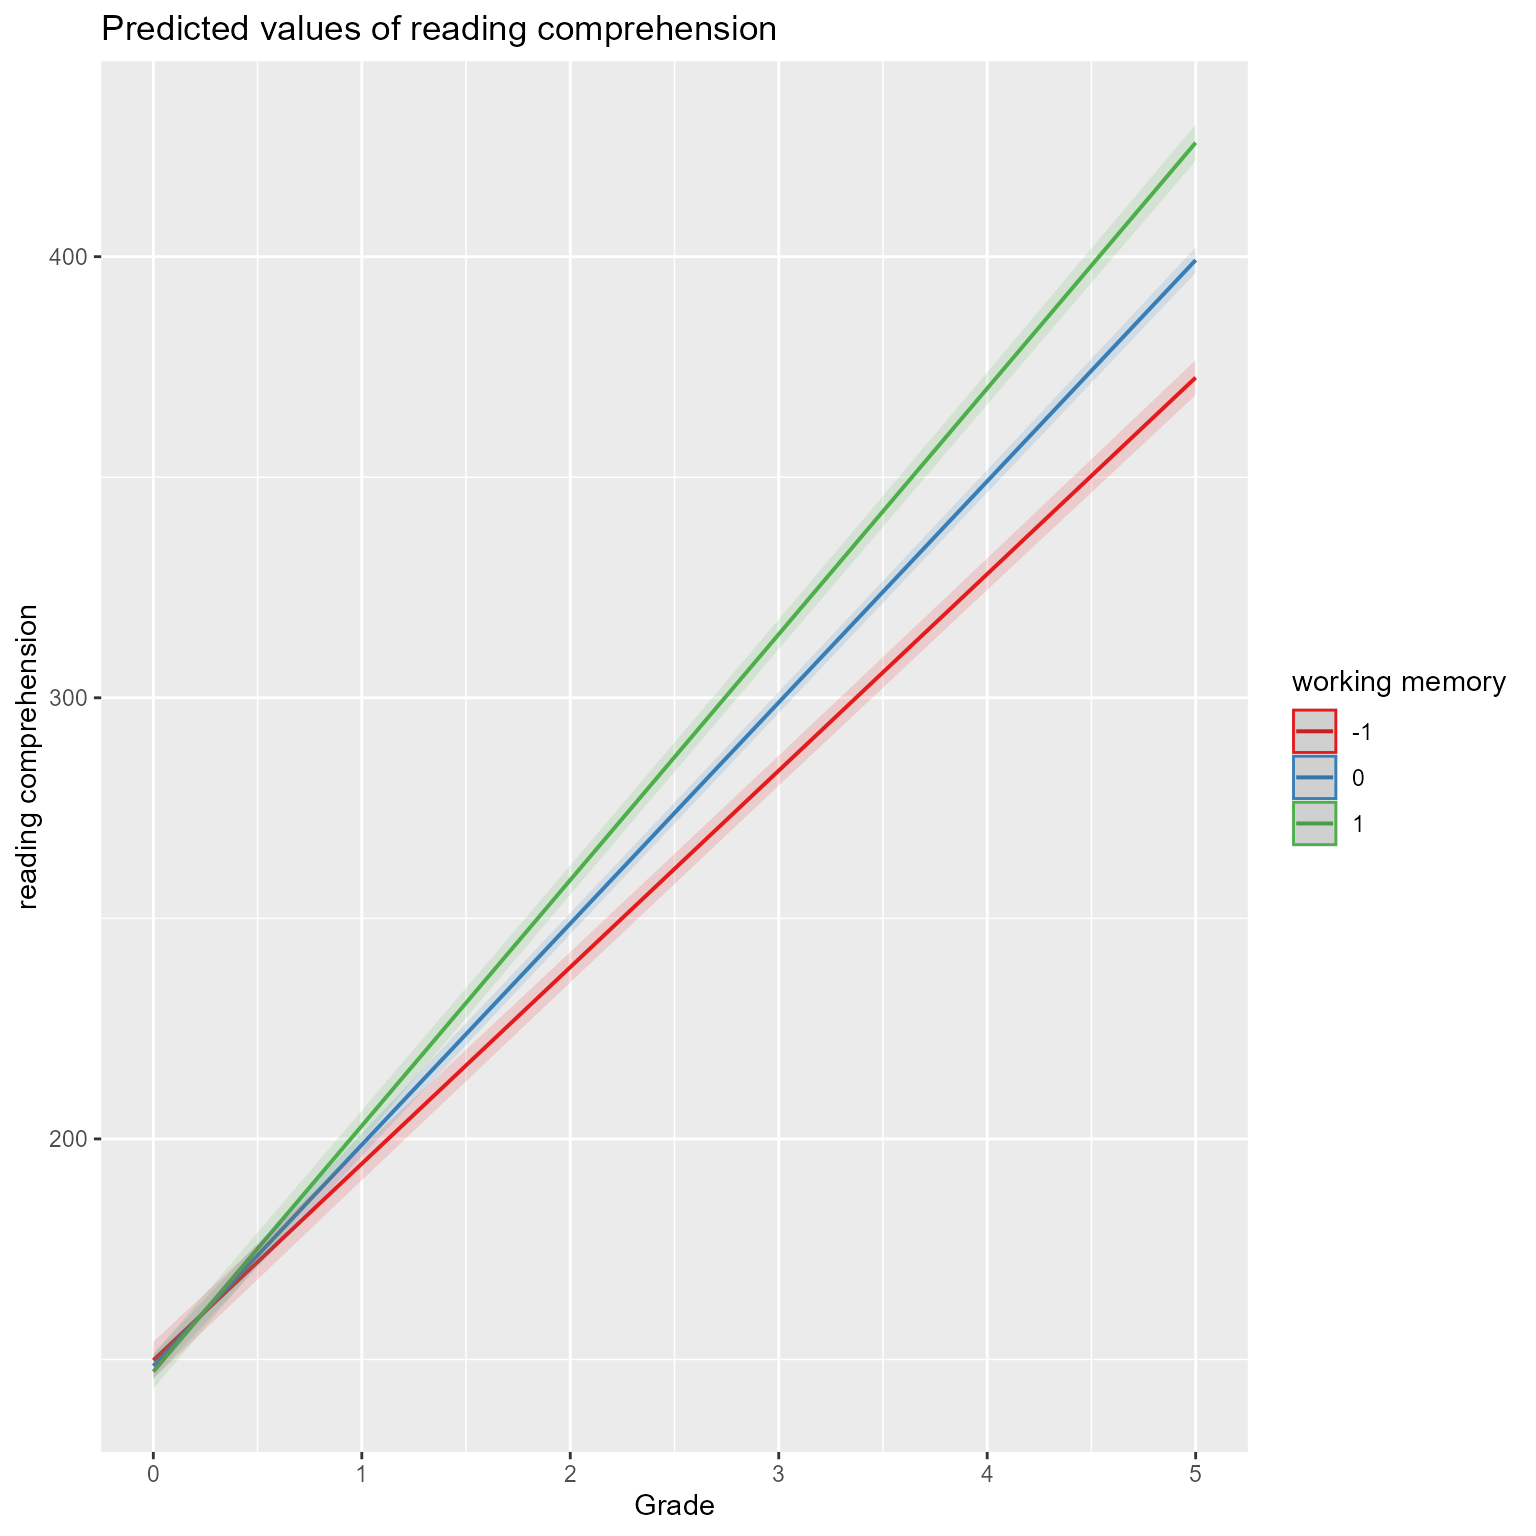 Predicted values of reading comprehension
400
300
200
reading comprehension
0 1 2 3 4 5
Grade
working memory
-1
0
1